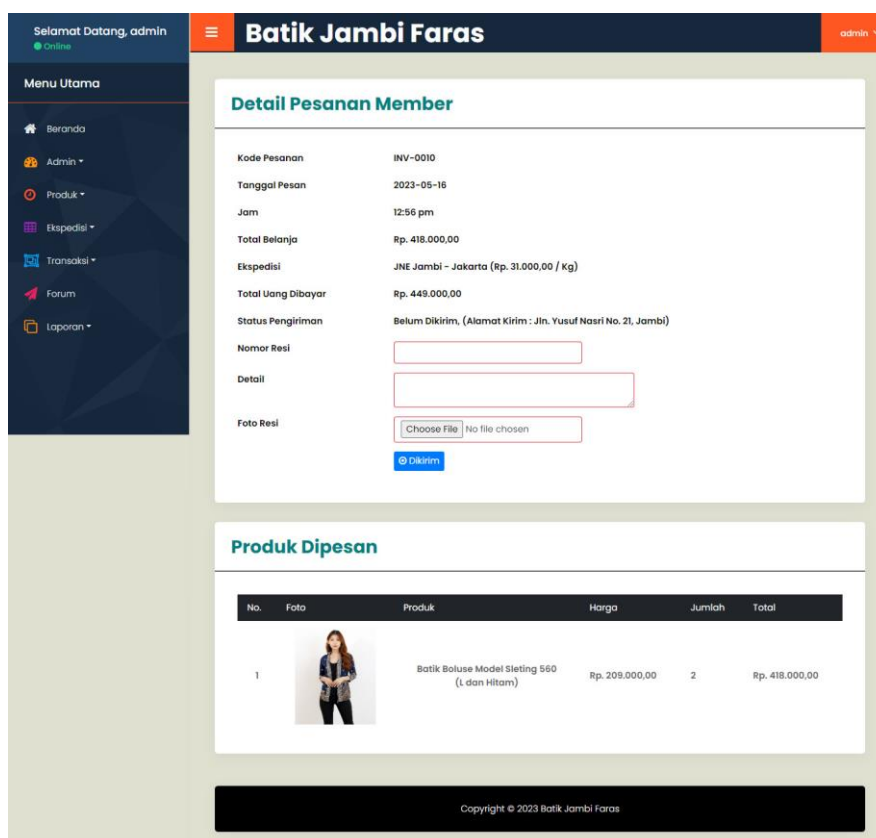 Selamat Datang, admin
Online
Batik Jambi Faras
admin
Menu Utama
Beranda
Admin
Produk
Ekspedisi
Transaksi
Forum
Laporan
Detail Pesanan Member
Kode Pesanan INV-0010
Tanggal Pesan 2023-05-16
Jam 12:56 pm
Total Belanja Rp. 418.000,00
Ekspedisi JNE Jambi - Jakarta (Rp. 31.000,00 / Kg)
Total Uang Dibayar Rp. 449.000,00
Status Pengiriman Belum Dikirim, (Alamat Kirim : Jln. Yusuf Nasri No. 21, Jambi)
Nomor Resi
Detail
Foto Resi Choose File No file chosen
Dikirim
Produk Dipesan
No. Foto Produk Harga Jumlah Total
1 Batik Boluse Model Sleting 560 Rp. 209.000,00 2 Rp. 418.000,00
(L dan Hitam)
Copyright © 2023 Batik Jambi Faras